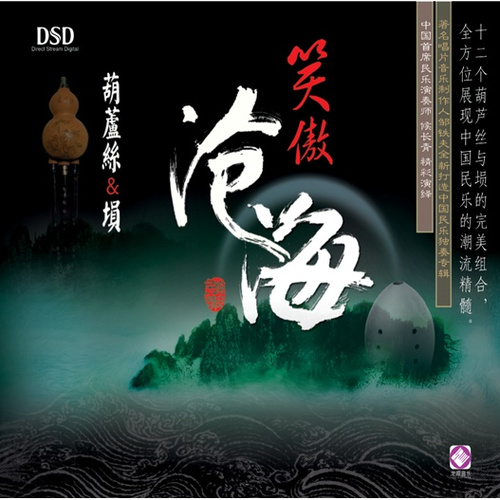 DSD
Direct Stream Digital
葫蘆絲&塤
笑傲
沧海
著名唱片音乐制作人邹铁夫全新打造中国民乐独奏专辑
中国首席民乐演奏师 侯长青 精彩演绎
十二个葫芦丝与埙的完美组合，
全方位展现中国民乐的潮流精髓。